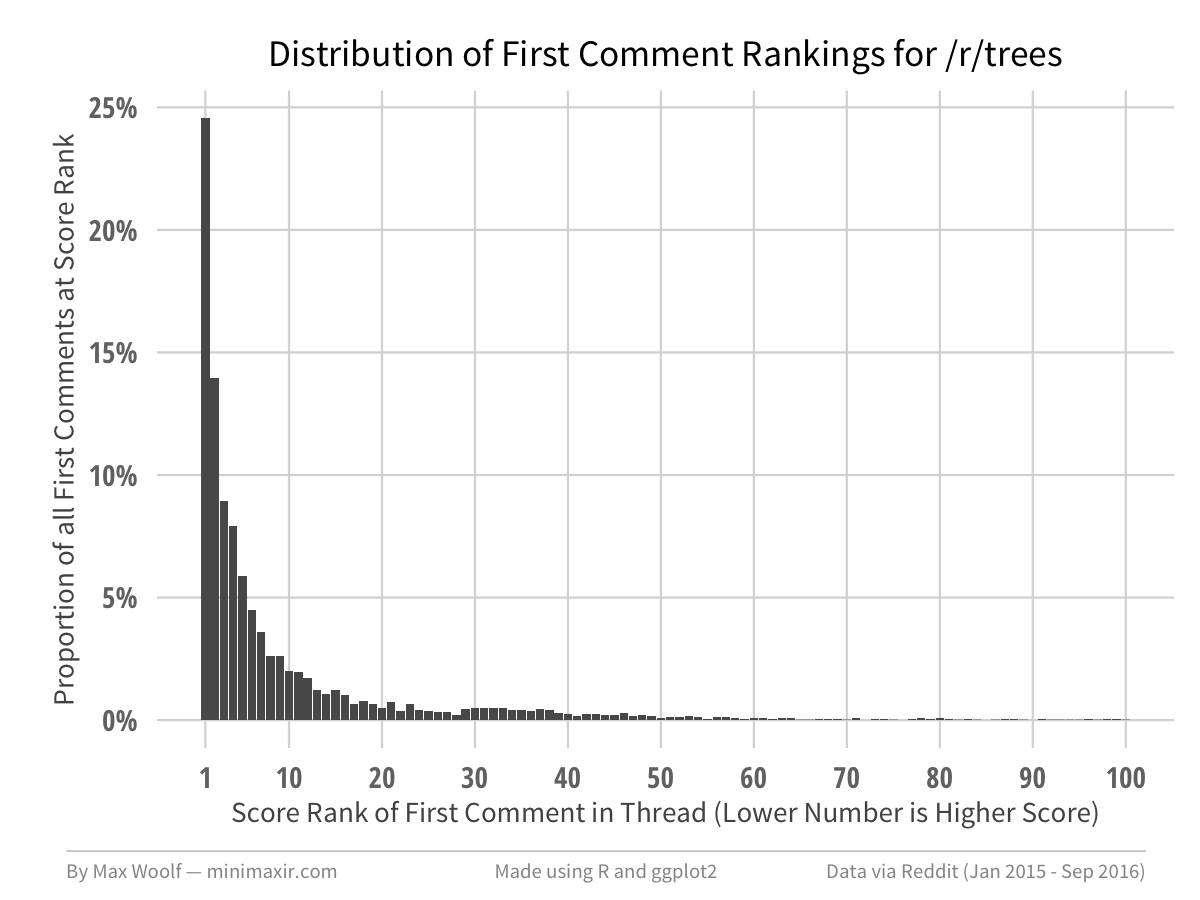 Distribution of First Comment Rankings for /r/trees
Proportion of all First Comments at Score Rank
25%
20%
15%
10%
5%
0%
1 10 20 30 40 50 60 70 80 90 100
Score Rank of First Comment in Thread (Lower Number is Higher Score)
By Max Woolf — minimaxir.com Made using R and ggplot2 Data via Reddit (Jan 2015 - Sep 2016)